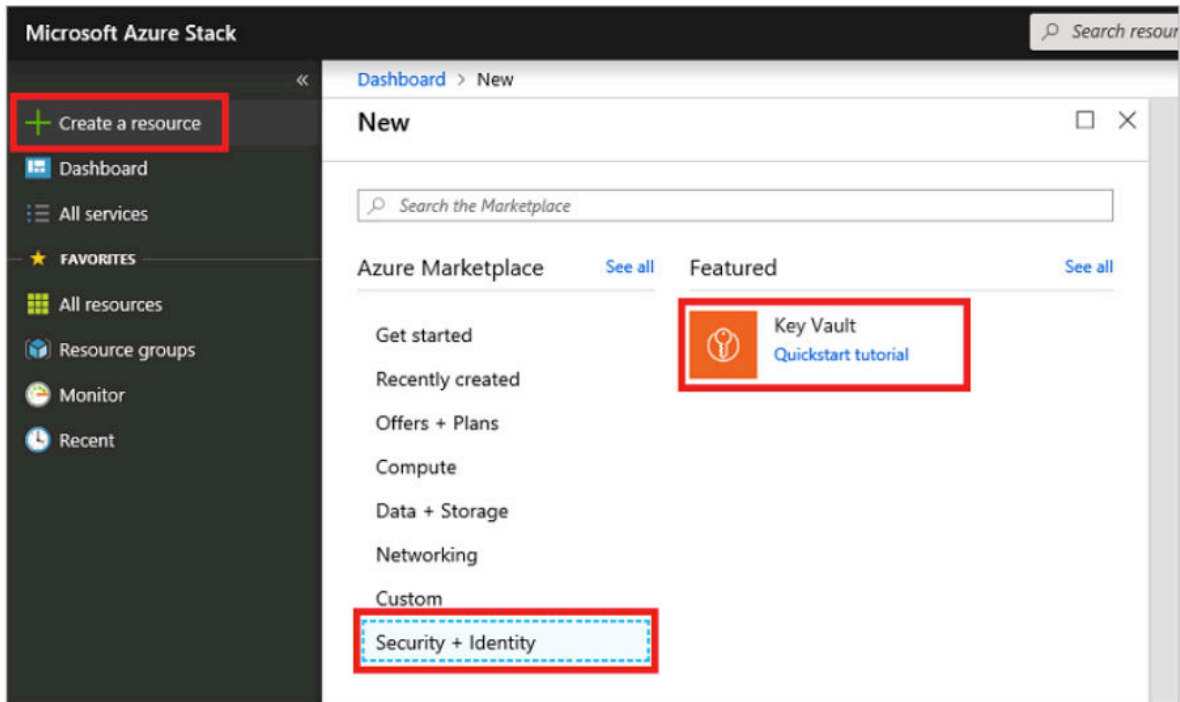 Microsoft Azure Stack
Search resour
«
Dashboard > New
Create a resource
New
Dashboard
All services
Search the Marketplace
FAVORITES
Azure Marketplace See all
Featured See all
All resources
Resource groups
Monitor
Recent
Get started
Recently created
Offers + Plans
Compute
Data + Storage
Networking
Custom
Security + Identity
Key Vault
Quickstart tutorial